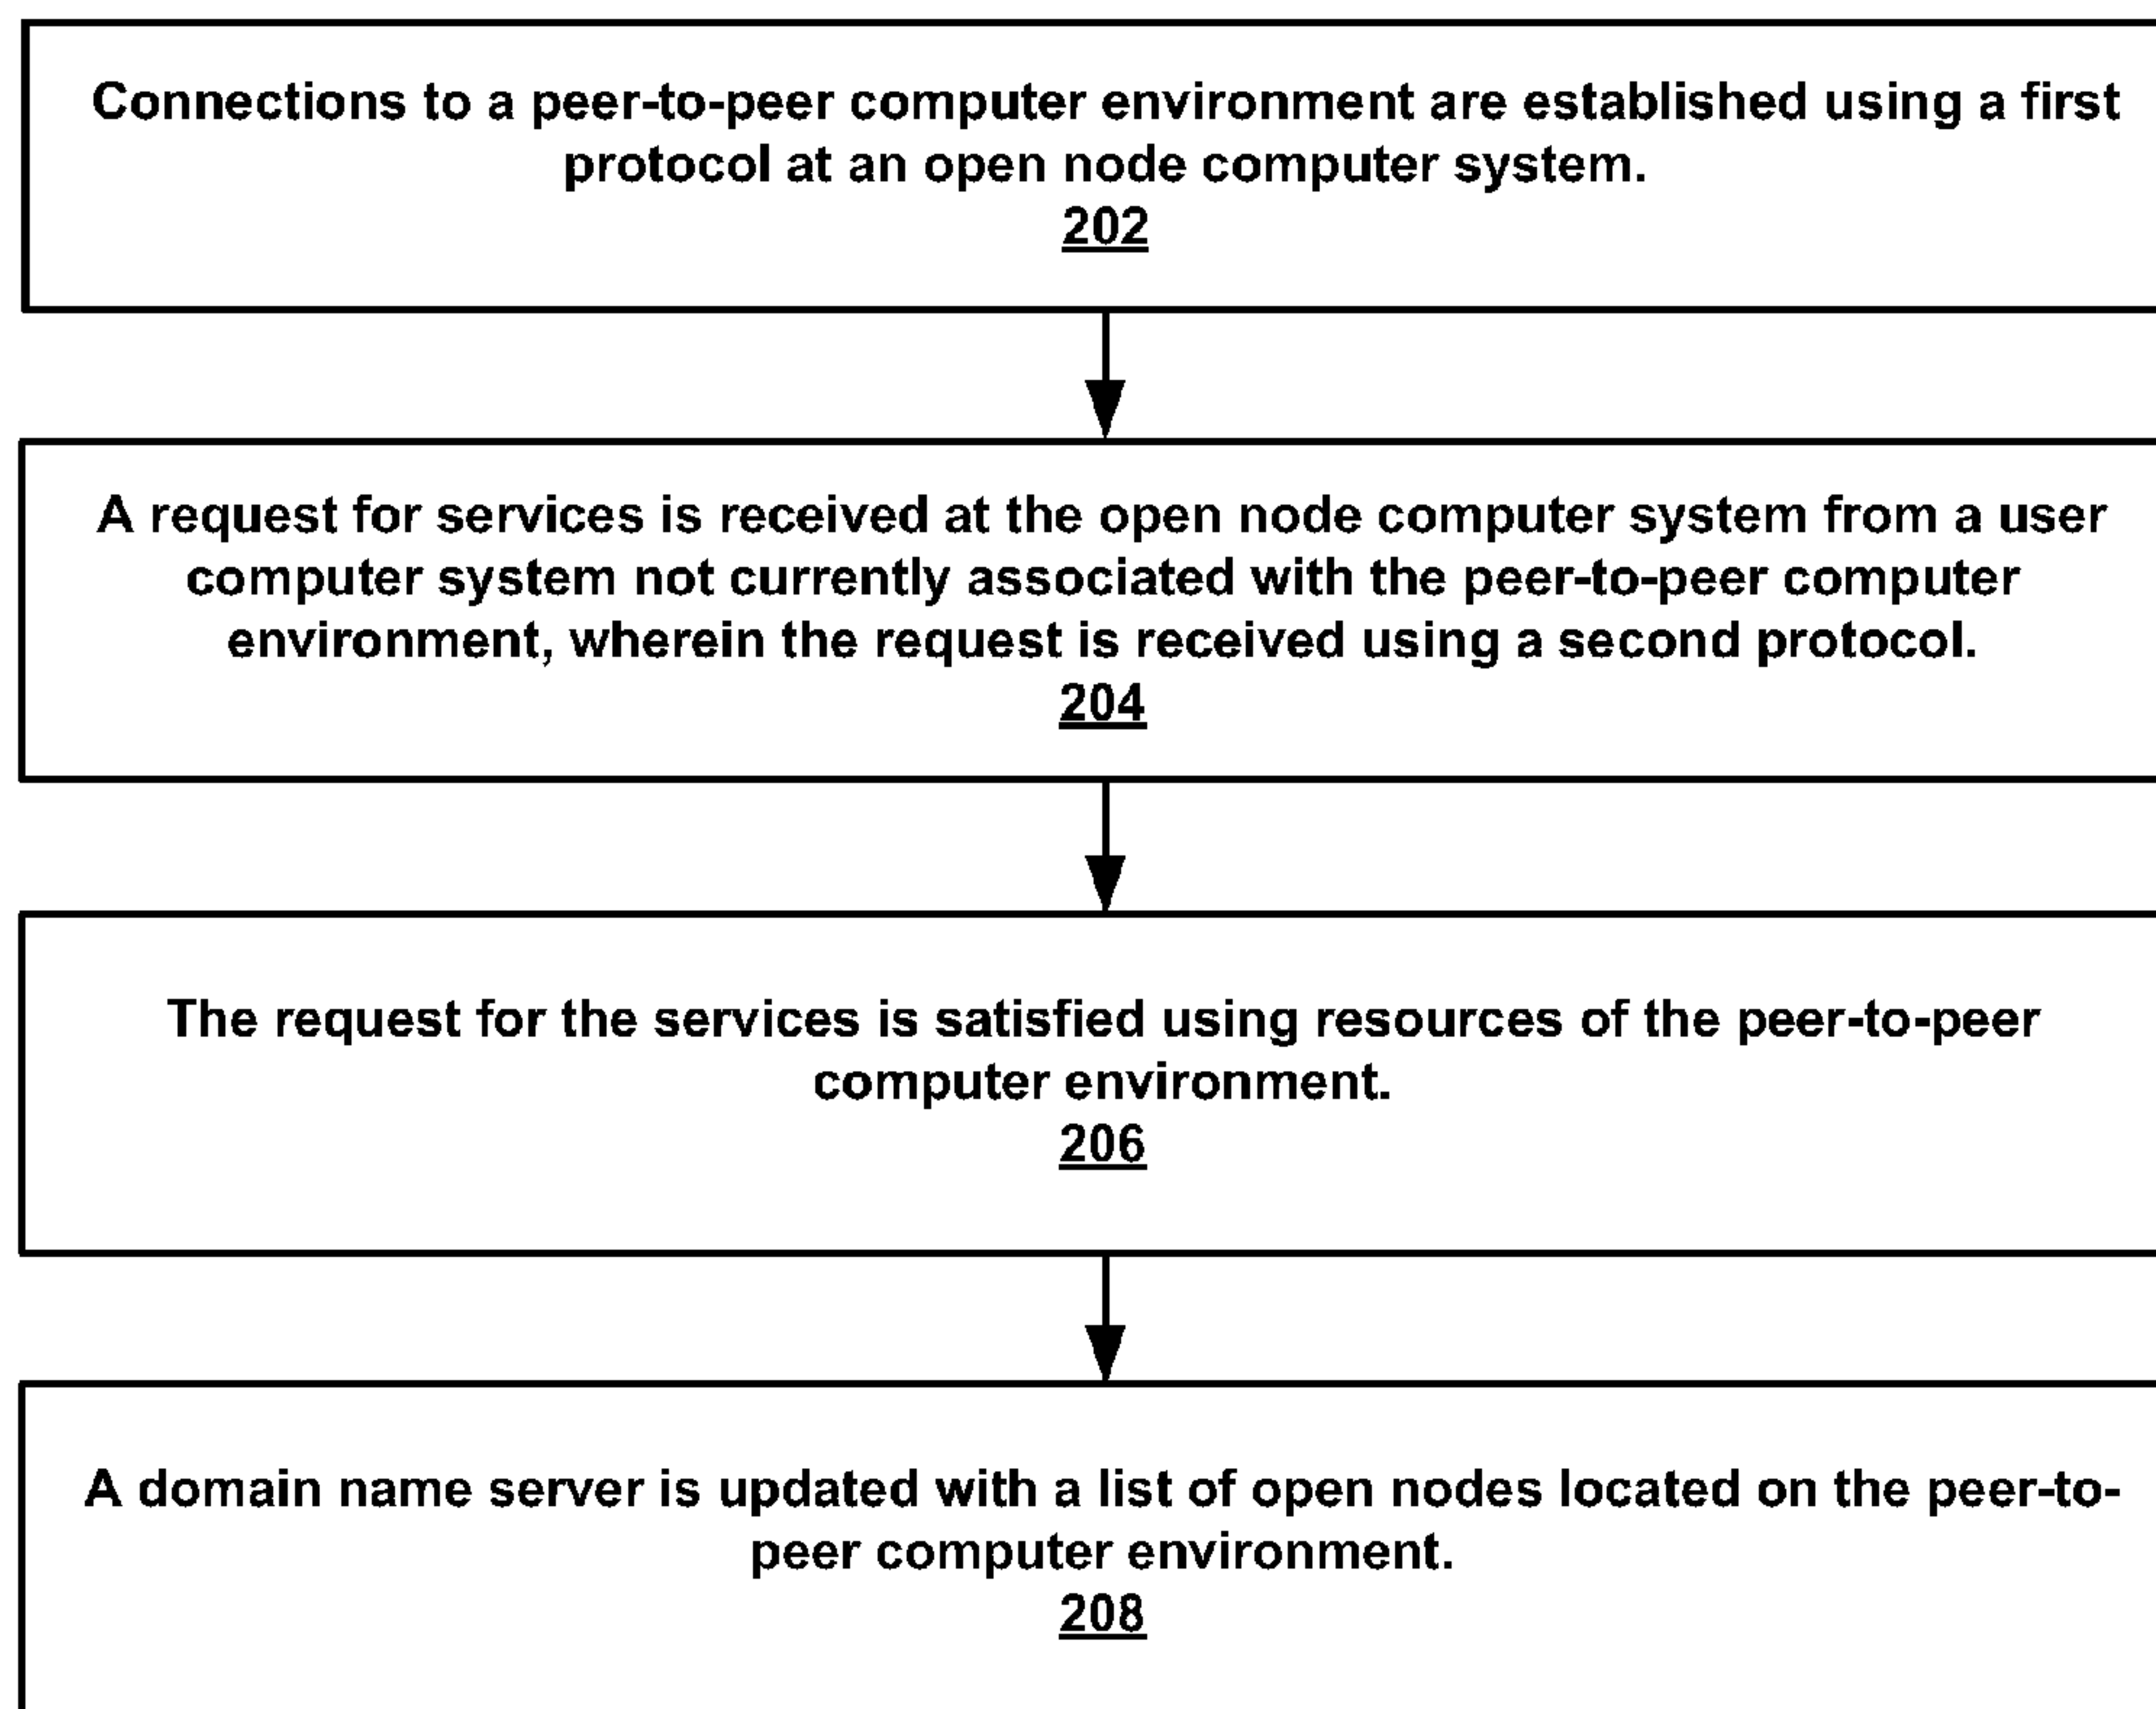 Connections to a peer-to-peer computer environment are established using a first
protocol at an open node computer system.
202
A request for services is received at the open node computer system from a user
computer system not currently associated with the peer-to-peer computer
environment, wherein the request is received using a second protocol.
204
The request for the services is satisfied using resources of the peer-to-peer
computer environment.
206
A domain name server is updated with a list of open nodes located on the peer-to-
peer computer environment.
208